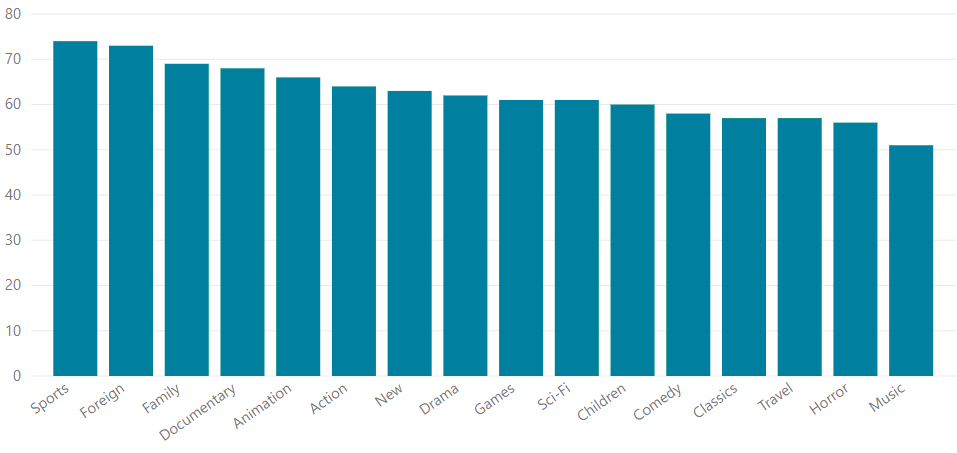 80
70
60
50
40
30
20
10
0
Sports
Foreign
Family
Documentary
Animation
Action
New
Drama
Games
Sci-Fi
Children
Comedy
Classics
Travel
Horror
Music